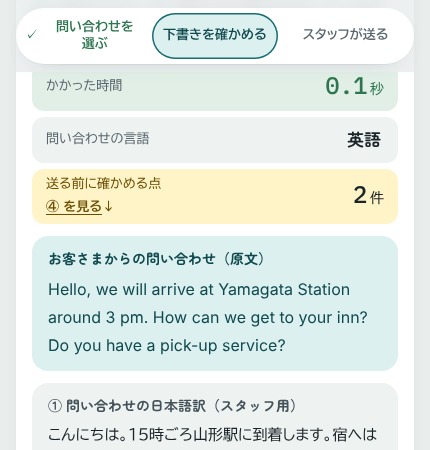 ✓ 問い合わせを
選ぶ
下書きを確かめる
スタッフが送る
かかった時間
0.1秒
問い合わせの言語
英語
送る前に確かめる点
④ を見る↓
2件
お客さまからの問い合わせ（原文）
Hello, we will arrive at Yamagata Station
around 3 pm. How can we get to your inn?
Do you have a pick-up service?
① 問い合わせの日本語訳（スタッフ用）
こんにちは。15時ごろ山形駅に到着します。宿へは